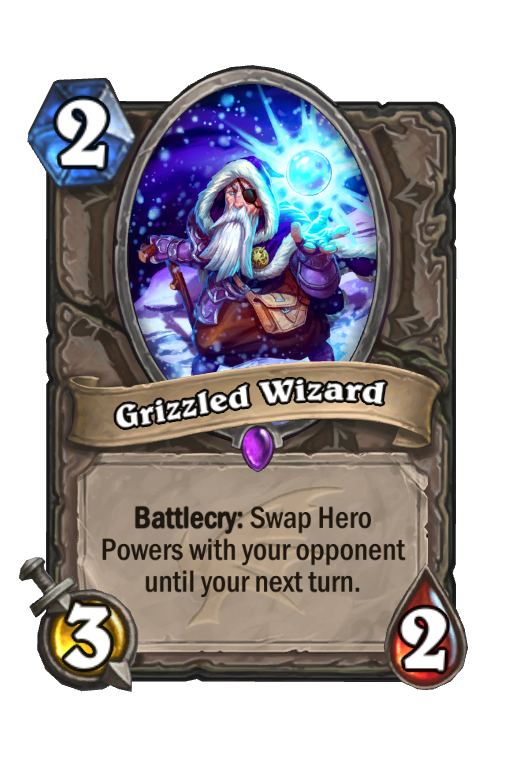 2
Grizzled Wizard
Battlecry: Swap Hero
Powers with your opponent
until your next turn.
3
2